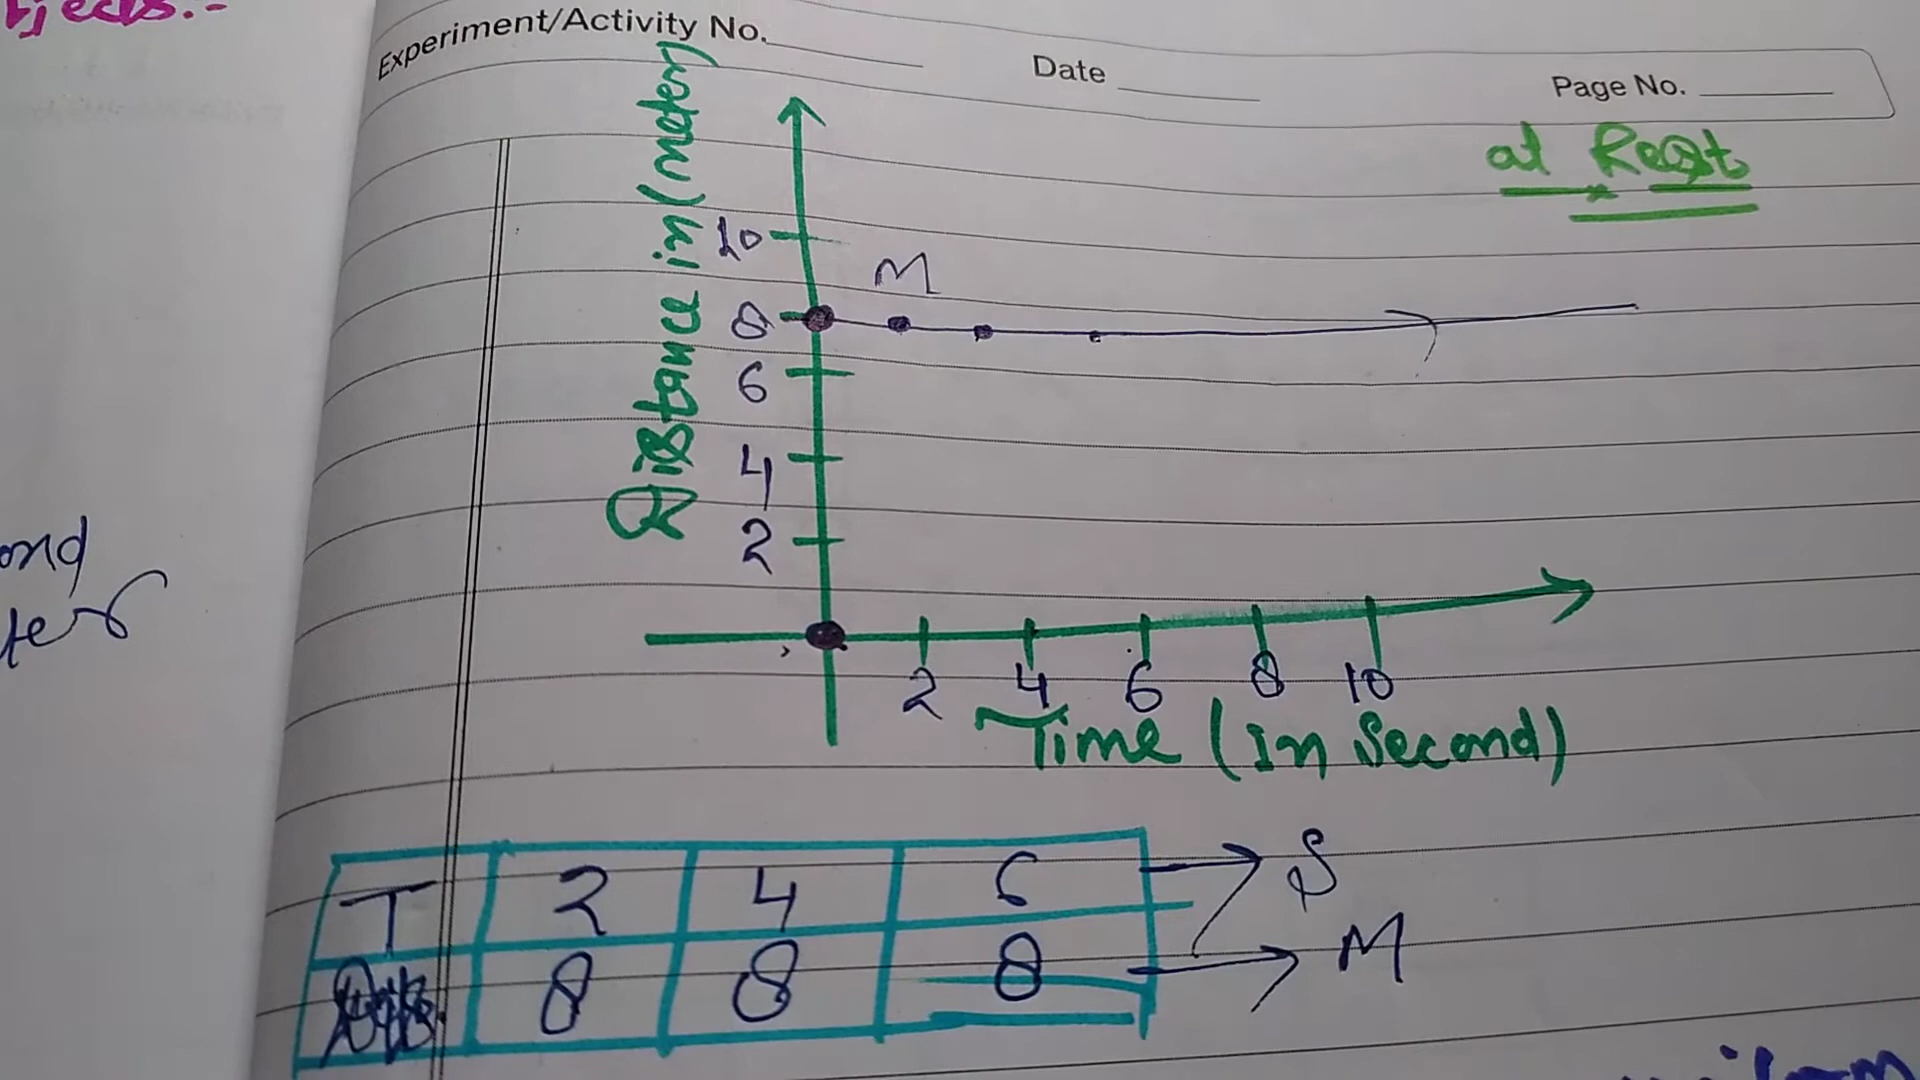 jects:-
Experiment/Activity No.
Date
Page No.
at Rest
Distance in (meter)
10
M
8
6
4
2
ond
ter
2 4 6 8 10
Time (in second)
T 2 4 6 S
8 8 8 M